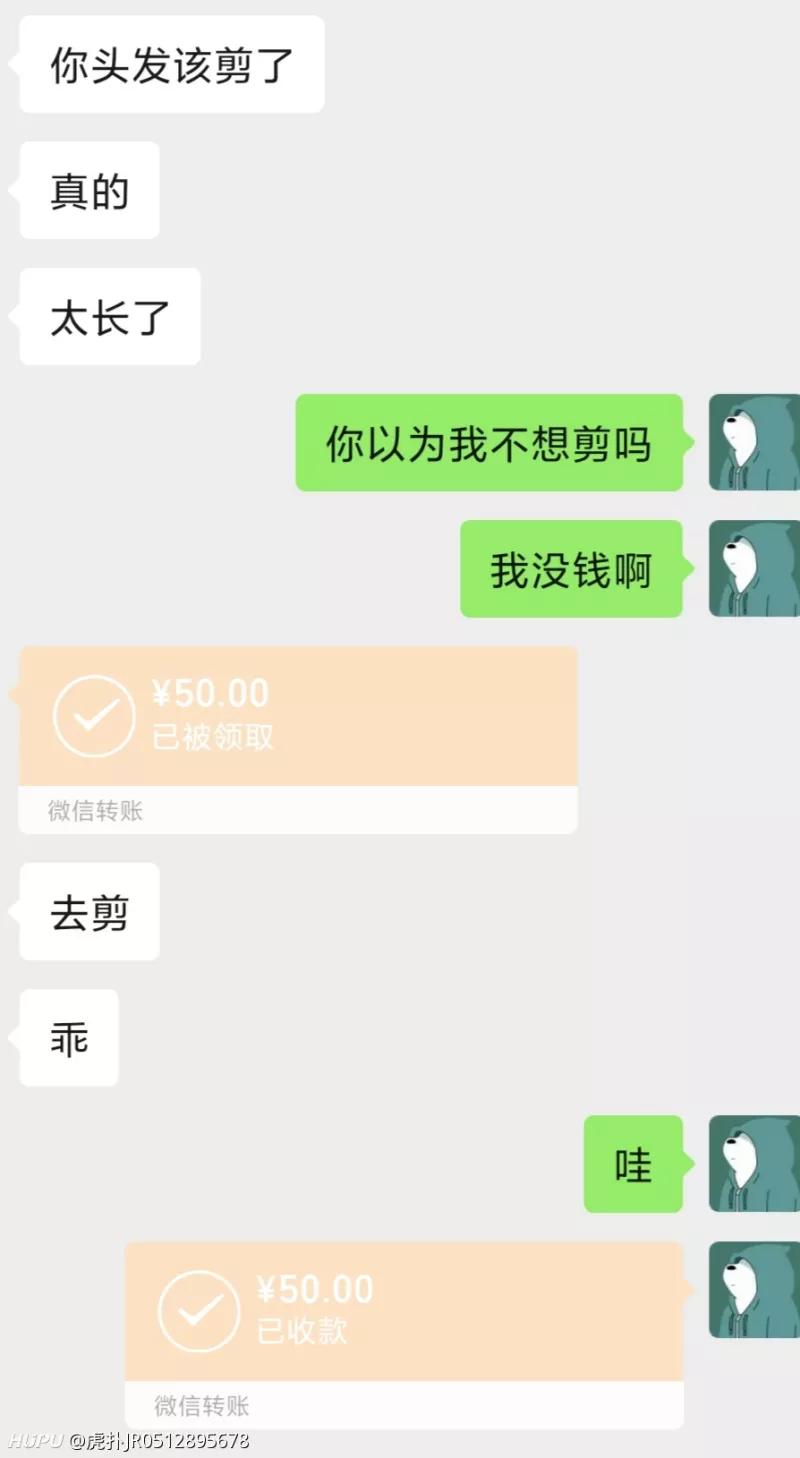 你头发该剪了
真的
太长了
你以为我不想剪吗
我没钱啊
¥50.00
已被领取
微信转账
去剪
乖
哇
¥50.00
已收款
微信转账
HUPU @虎扑JR0512895678